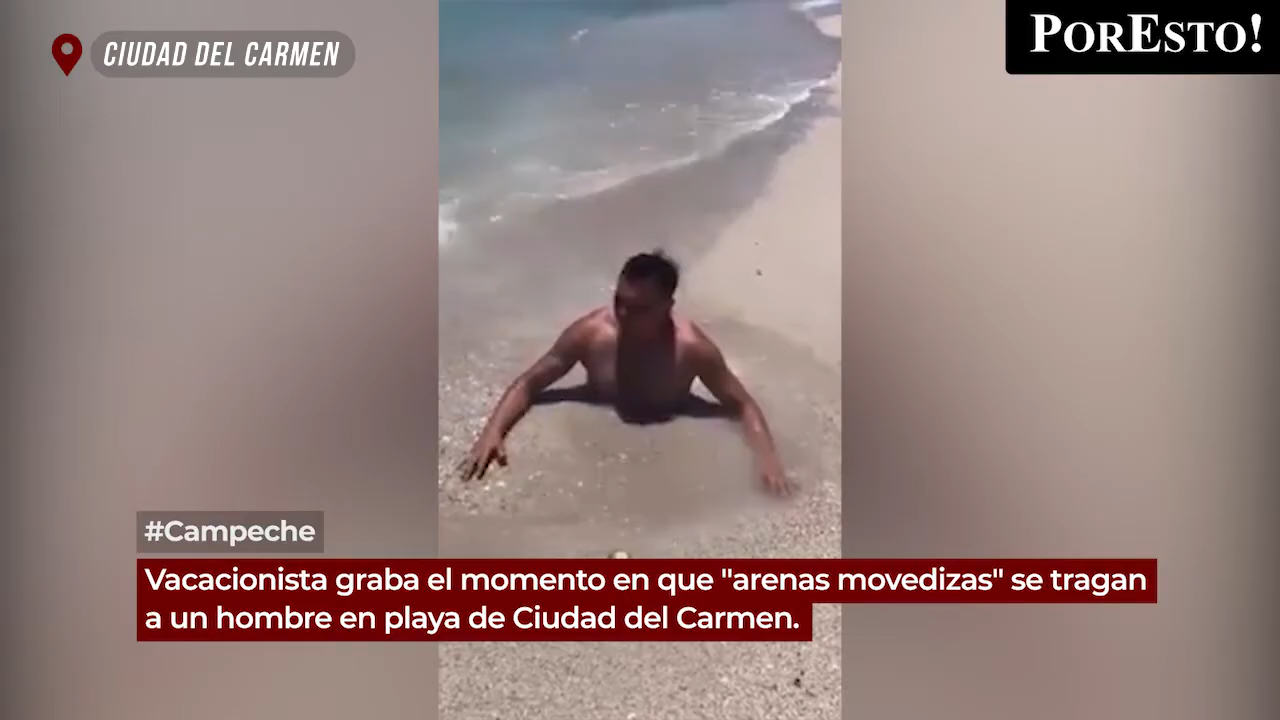 CIUDAD DEL CARMEN
PORESTO!
#Campeche
Vacacionista graba el momento en que "arenas movedizas" se tragan
a un hombre en playa de Ciudad del Carmen.